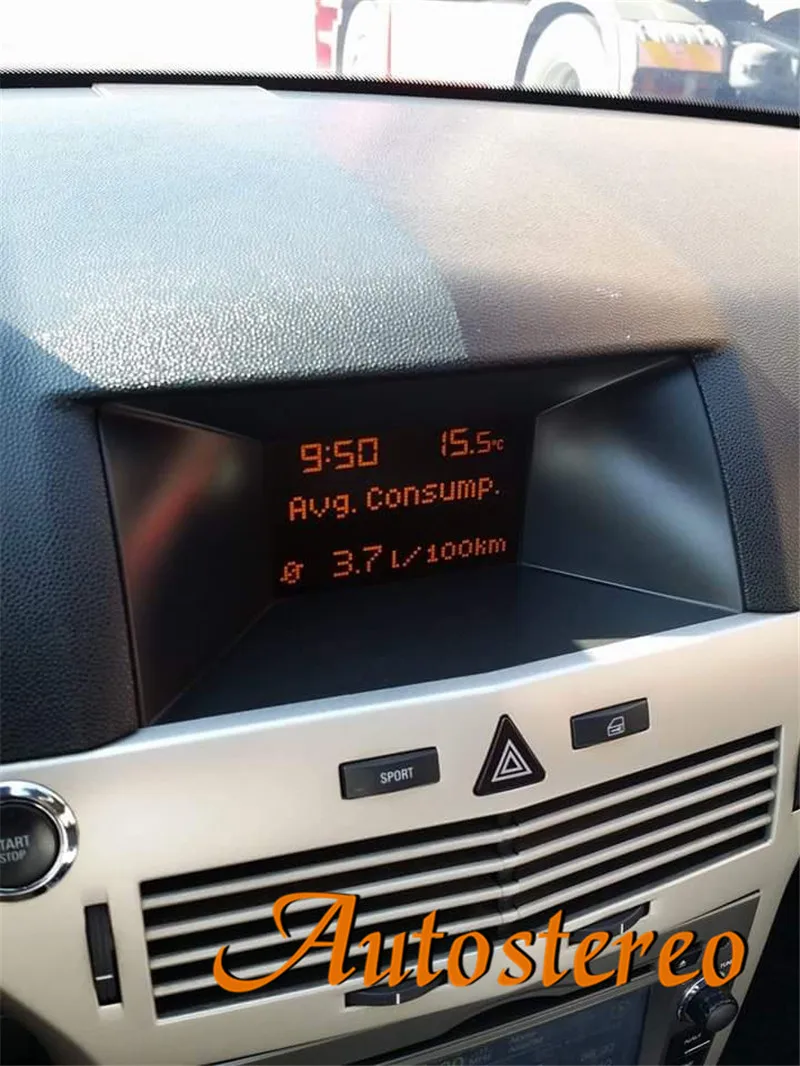 9:50 15.5°C
Avg. Consump.
3.7 l/100km
SPORT
START
STOP
Autostereo